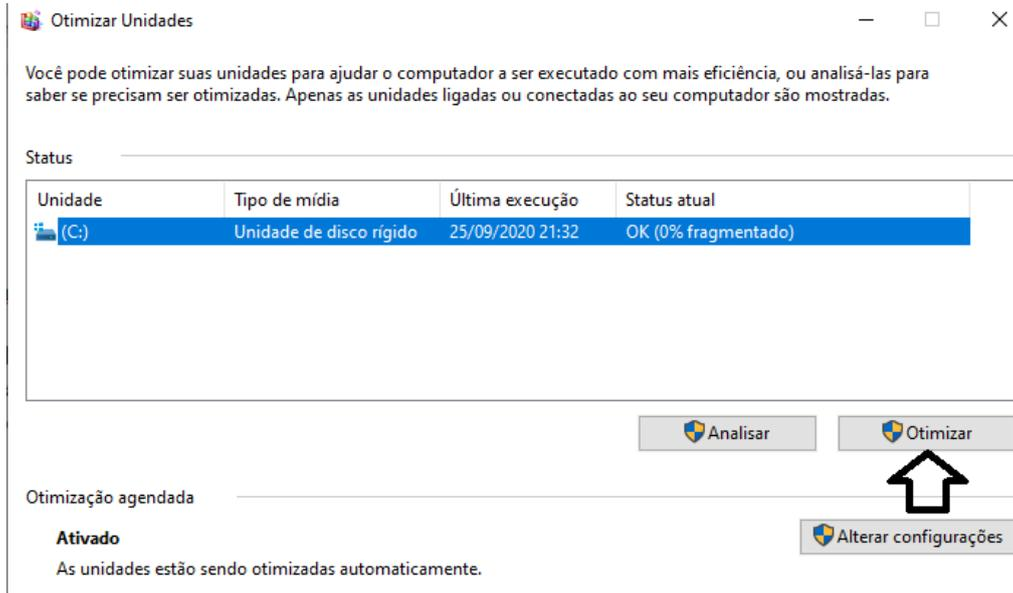 Otimizar Unidades
Você pode otimizar suas unidades para ajudar o computador a ser executado com mais eficiência, ou analisá-las para
saber se precisam ser otimizadas. Apenas as unidades ligadas ou conectadas ao seu computador são mostradas.
Status
Unidade Tipo de mídia Última execução Status atual
(C:) Unidade de disco rígido 25/09/2020 21:32 OK (0% fragmentado)
Analisar Otimizar
Otimização agendada
Ativado Alterar configurações
As unidades estão sendo otimizadas automaticamente.